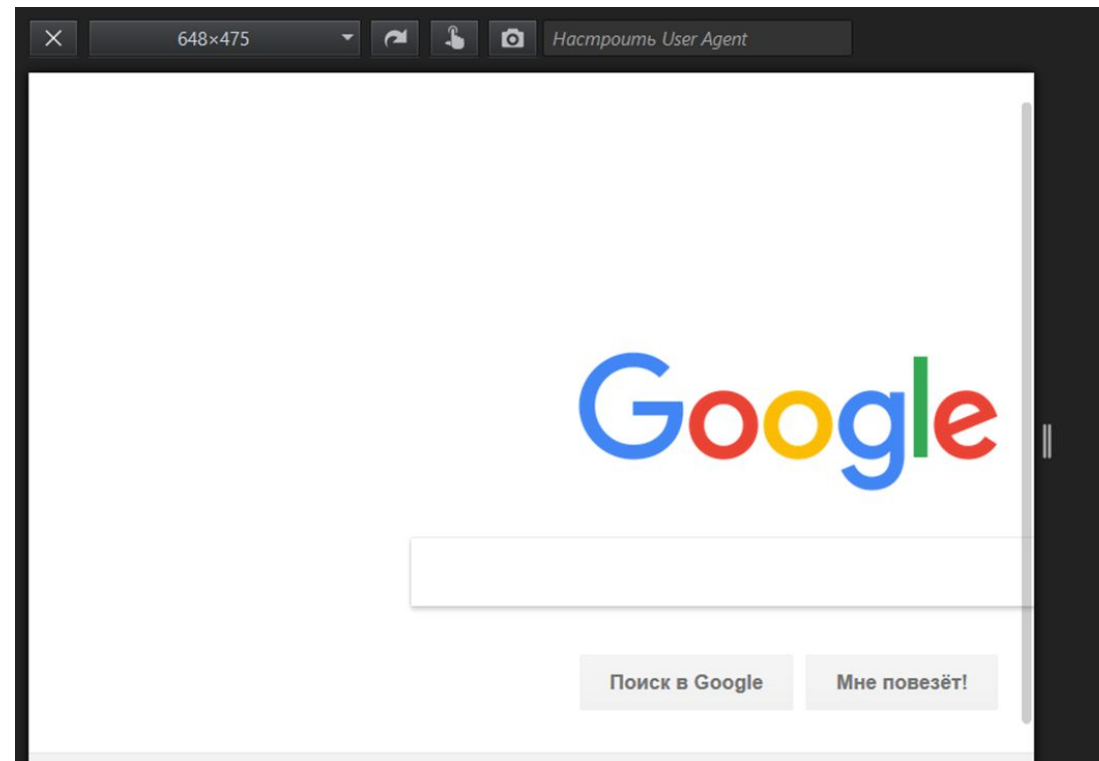 648×475
Настроить User Agent
Google
Поиск в Google
Мне повезёт!